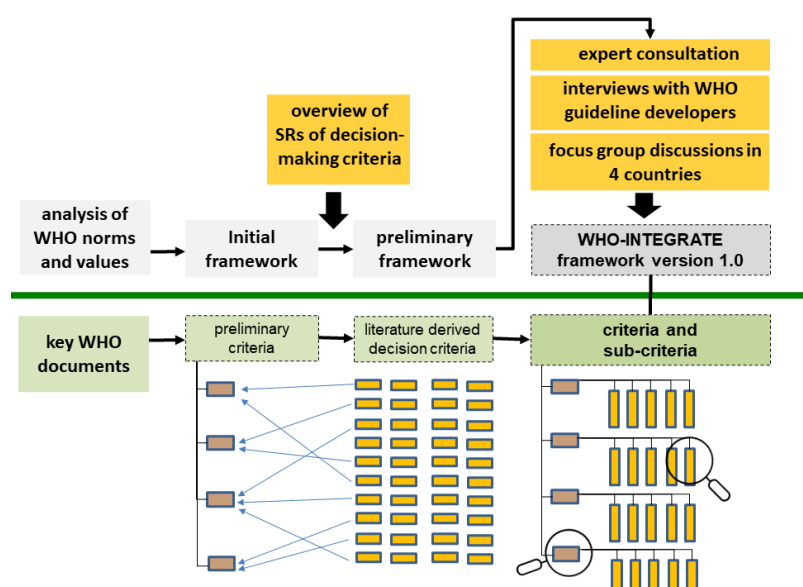 expert consultation
interviews with WHO
guideline developers
focus group discussions in
4 countries
overview of
SRs of decision-
making criteria
analysis of
WHO norms
and values
Initial
framework
preliminary
framework
WHO-INTEGRATE
framework version 1.0
key WHO
documents
preliminary
criteria
literature derived
decision criteria
criteria and
sub-criteria